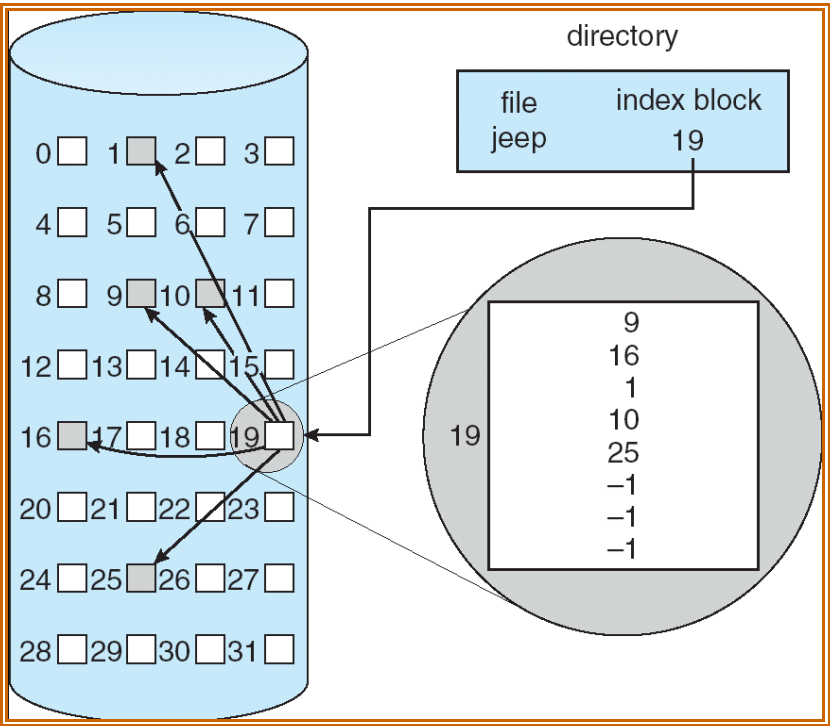 directory
file index block
jeep 19
0 1 2 3
4 5 6 7
8 9 10 11
12 13 14 15
16 17 18 19
20 21 22 23
24 25 26 27
28 29 30 31
19
9
16
1
10
25
–1
–1
–1